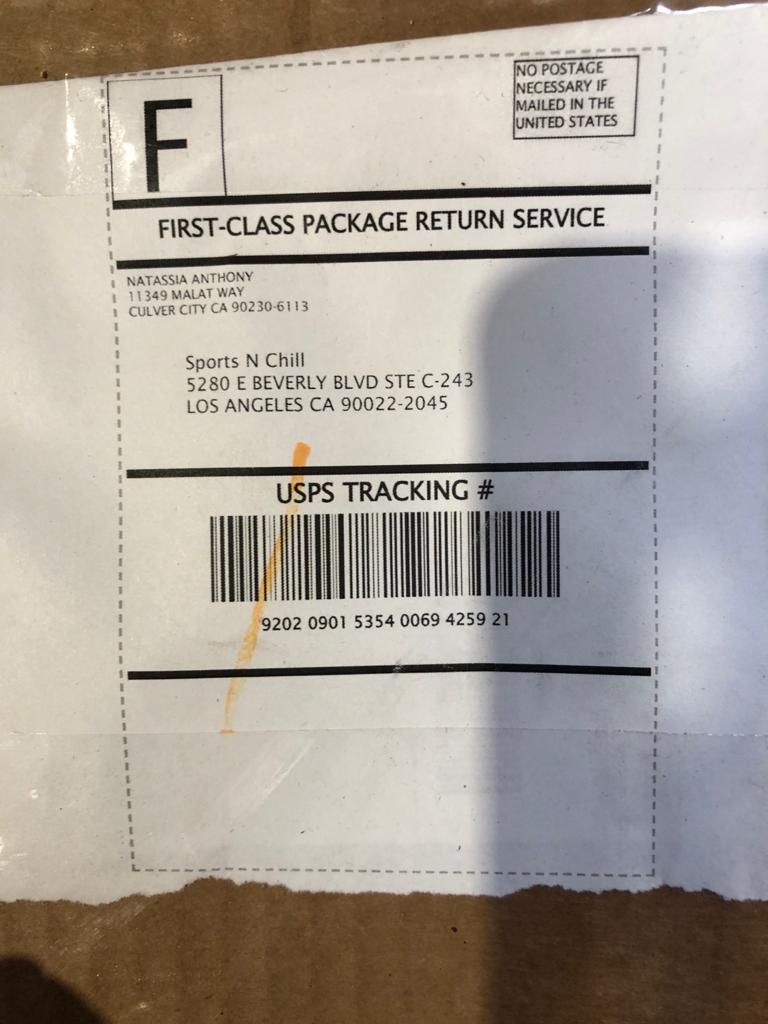 F
NO POSTAGE
NECESSARY IF
MAILED IN THE
UNITED STATES
FIRST-CLASS PACKAGE RETURN SERVICE
NATASSIA ANTHONY
11349 MALAT WAY
CULVER CITY CA 90230-6113
Sports N Chill
5280 E BEVERLY BLVD STE C-243
LOS ANGELES CA 90022-2045
USPS TRACKING #
9202 0901 5354 0069 4259 21